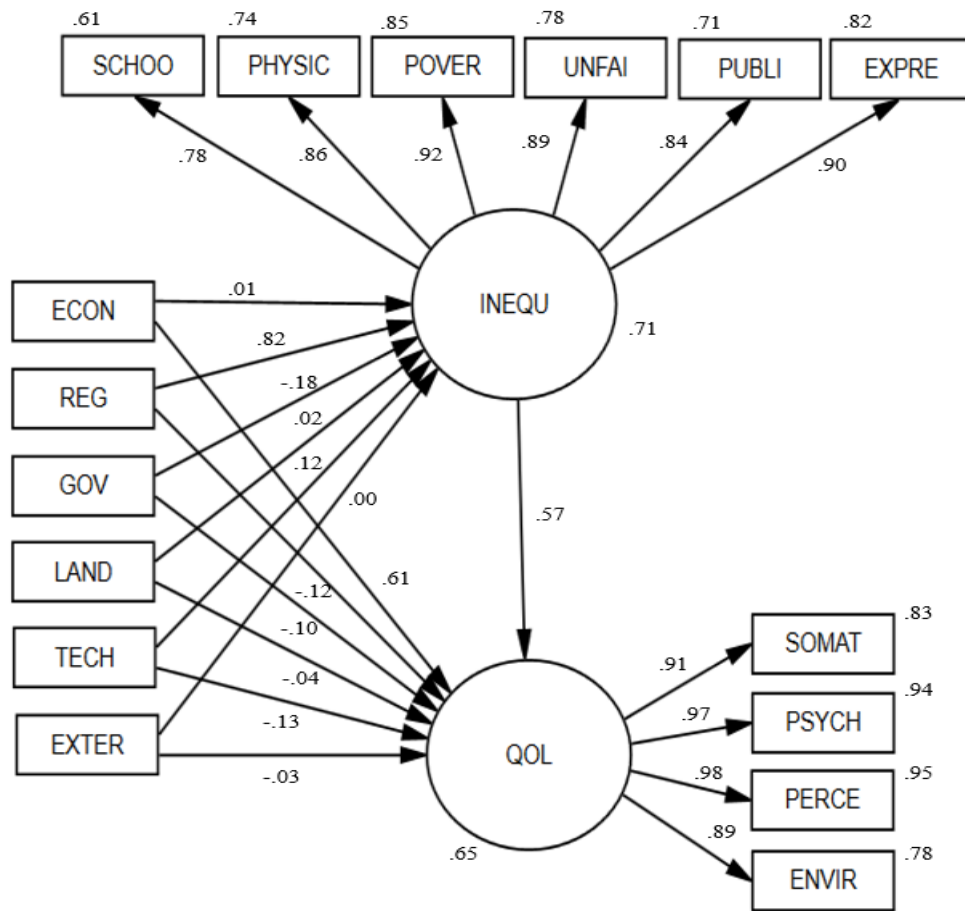 .61
.74
.85
.78
.71
.82
SCHOO
PHYSIC
POVER
UNFAI
PUBLI
EXPRE
.78
.86
.92
.89
.84
.90
ECON
.01
INEQU
.71
REG
.82
-.18
GOV
.02
.12
.00
.57
LAND
-.12
.61
-.10
TECH
-.04
SOMAT
.83
.91
EXTER
-.13
-.03
QOL
.65
.97
PSYCH
.94
.98
PERCE
.95
.89
ENVIR
.78